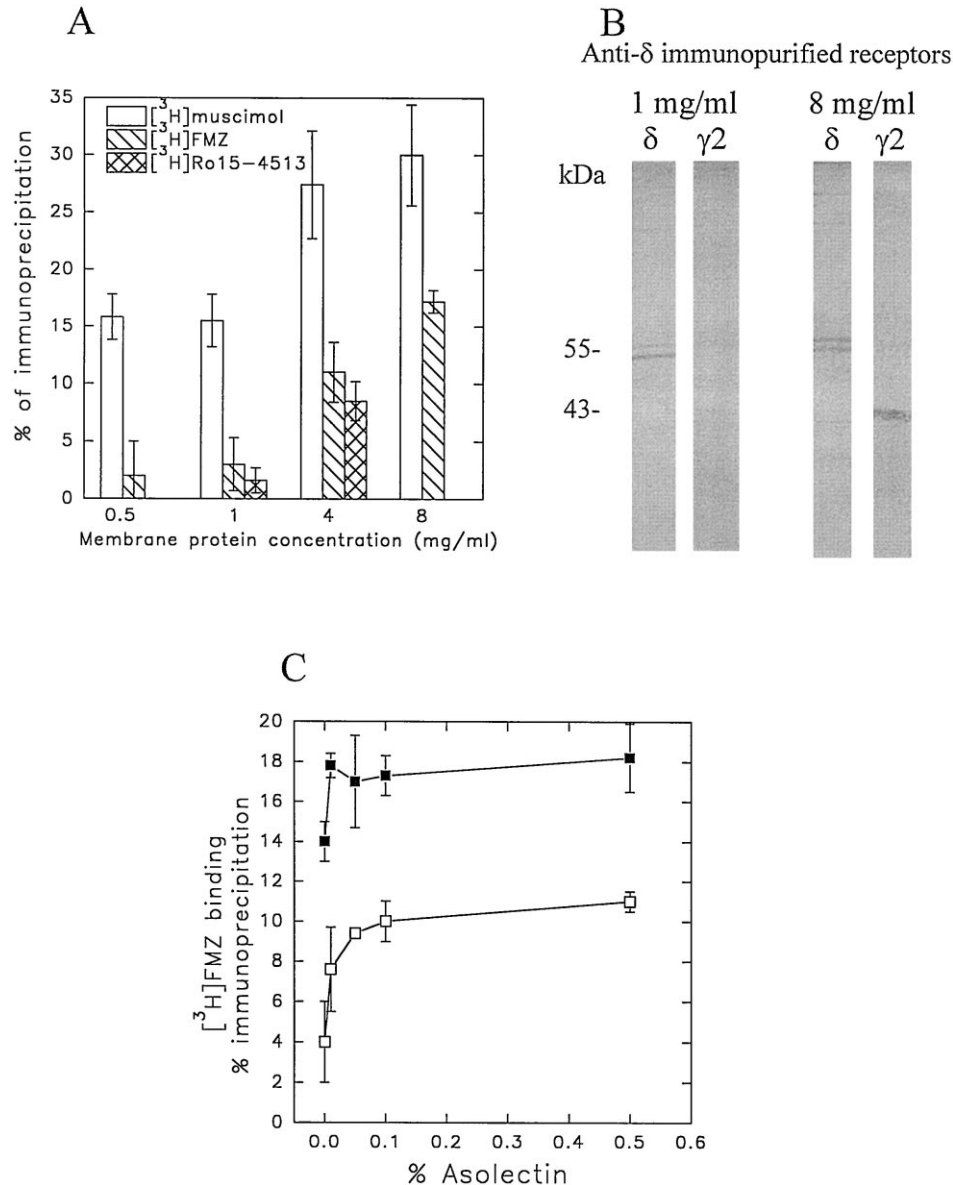 A
[³H]muscimol
[³H]FMZ
[³H]Ro15-4513
% of immunoprecipitation
35
30
25
20
15
10
5
0
0.5 1 4 8
Membrane protein concentration (mg/ml)
B
Anti-δ immunopurified receptors
1 mg/ml 8 mg/ml
δ γ2 δ γ2
kDa
55-
43-
C
[³H]FMZ binding
% immunoprecipitation
20
18
16
14
12
10
8
6
4
2
0
0.0 0.1 0.2 0.3 0.4 0.5 0.6
% Asolectin